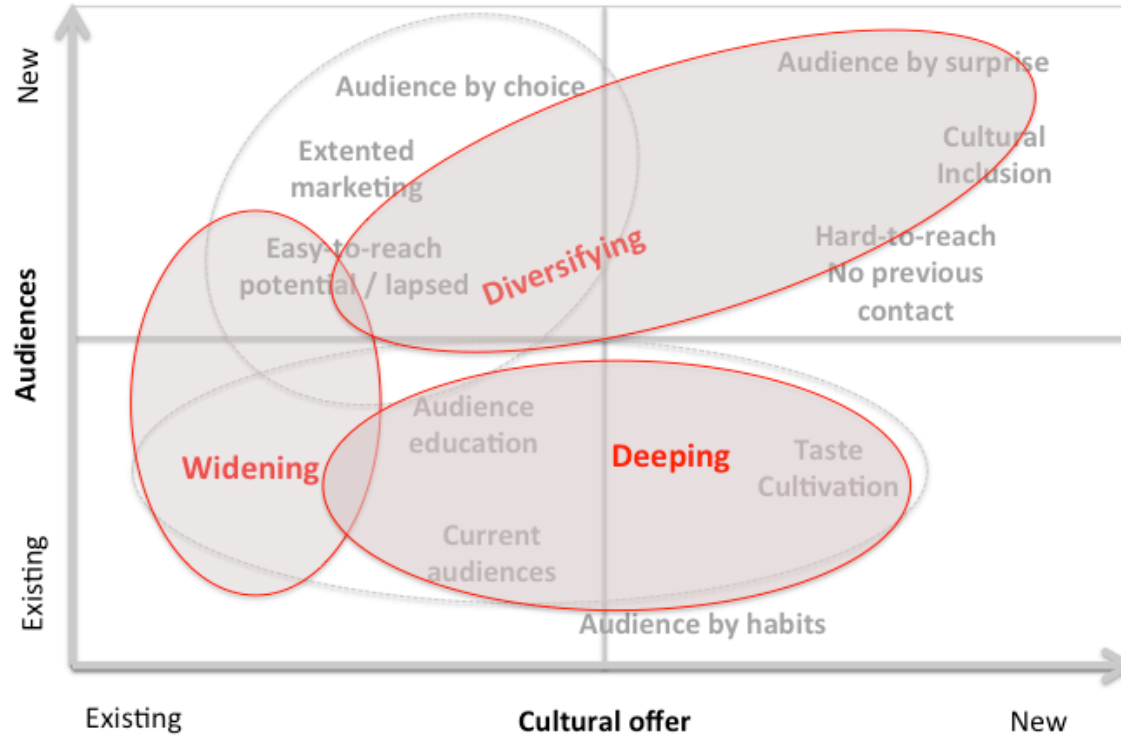 New
Audience by surprise
Audience by choice
Cultural
Inclusion
Extented
marketing
Hard-to-reach
No previous
contact
Easy-to-reach
potential / lapsed
Diversifying
Audiences
Audience
education
Deeping
Taste
Cultivation
Widening
Current
audiences
Existing
Audience by habits
Existing
Cultural offer
New